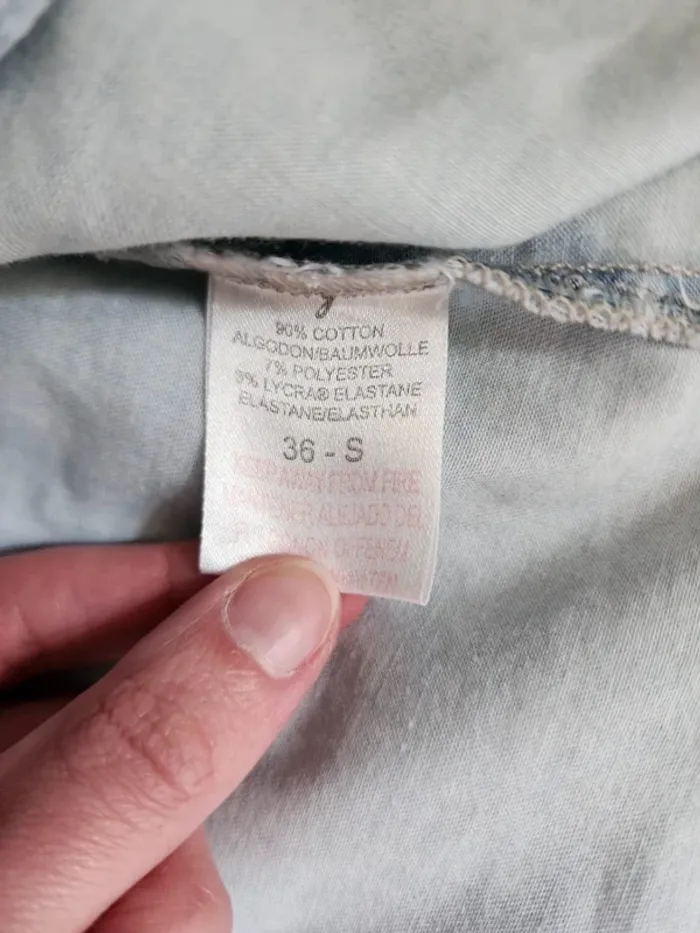 90% COTTON
ALGODON/BAUMWOLLE
7% POLYESTER
3% LYCRA® ELASTANE
ELASTANE/ELASTHAN
36 - S
KEEP AWAY FROM FIRE
MANTENER ALEJADO DEL